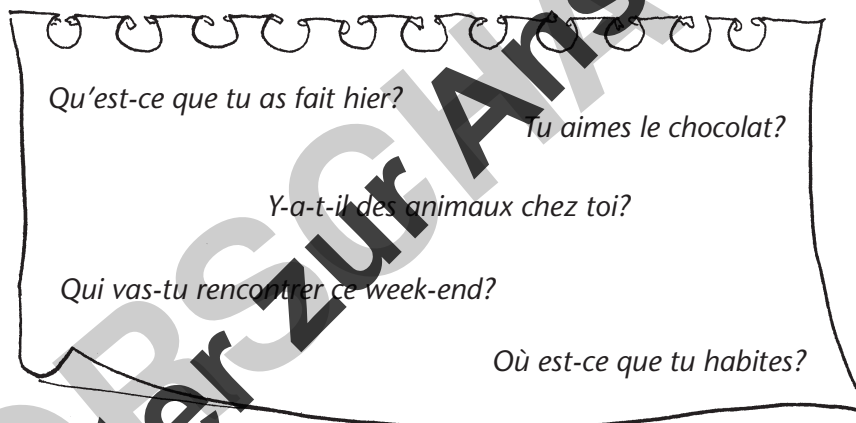 Qu'est-ce que tu as fait hier?
Tu aimes le chocolat?
Y-a-t-il des animaux chez toi?
Qui vas-tu rencontrer ce week-end?
Où est-ce que tu habites?